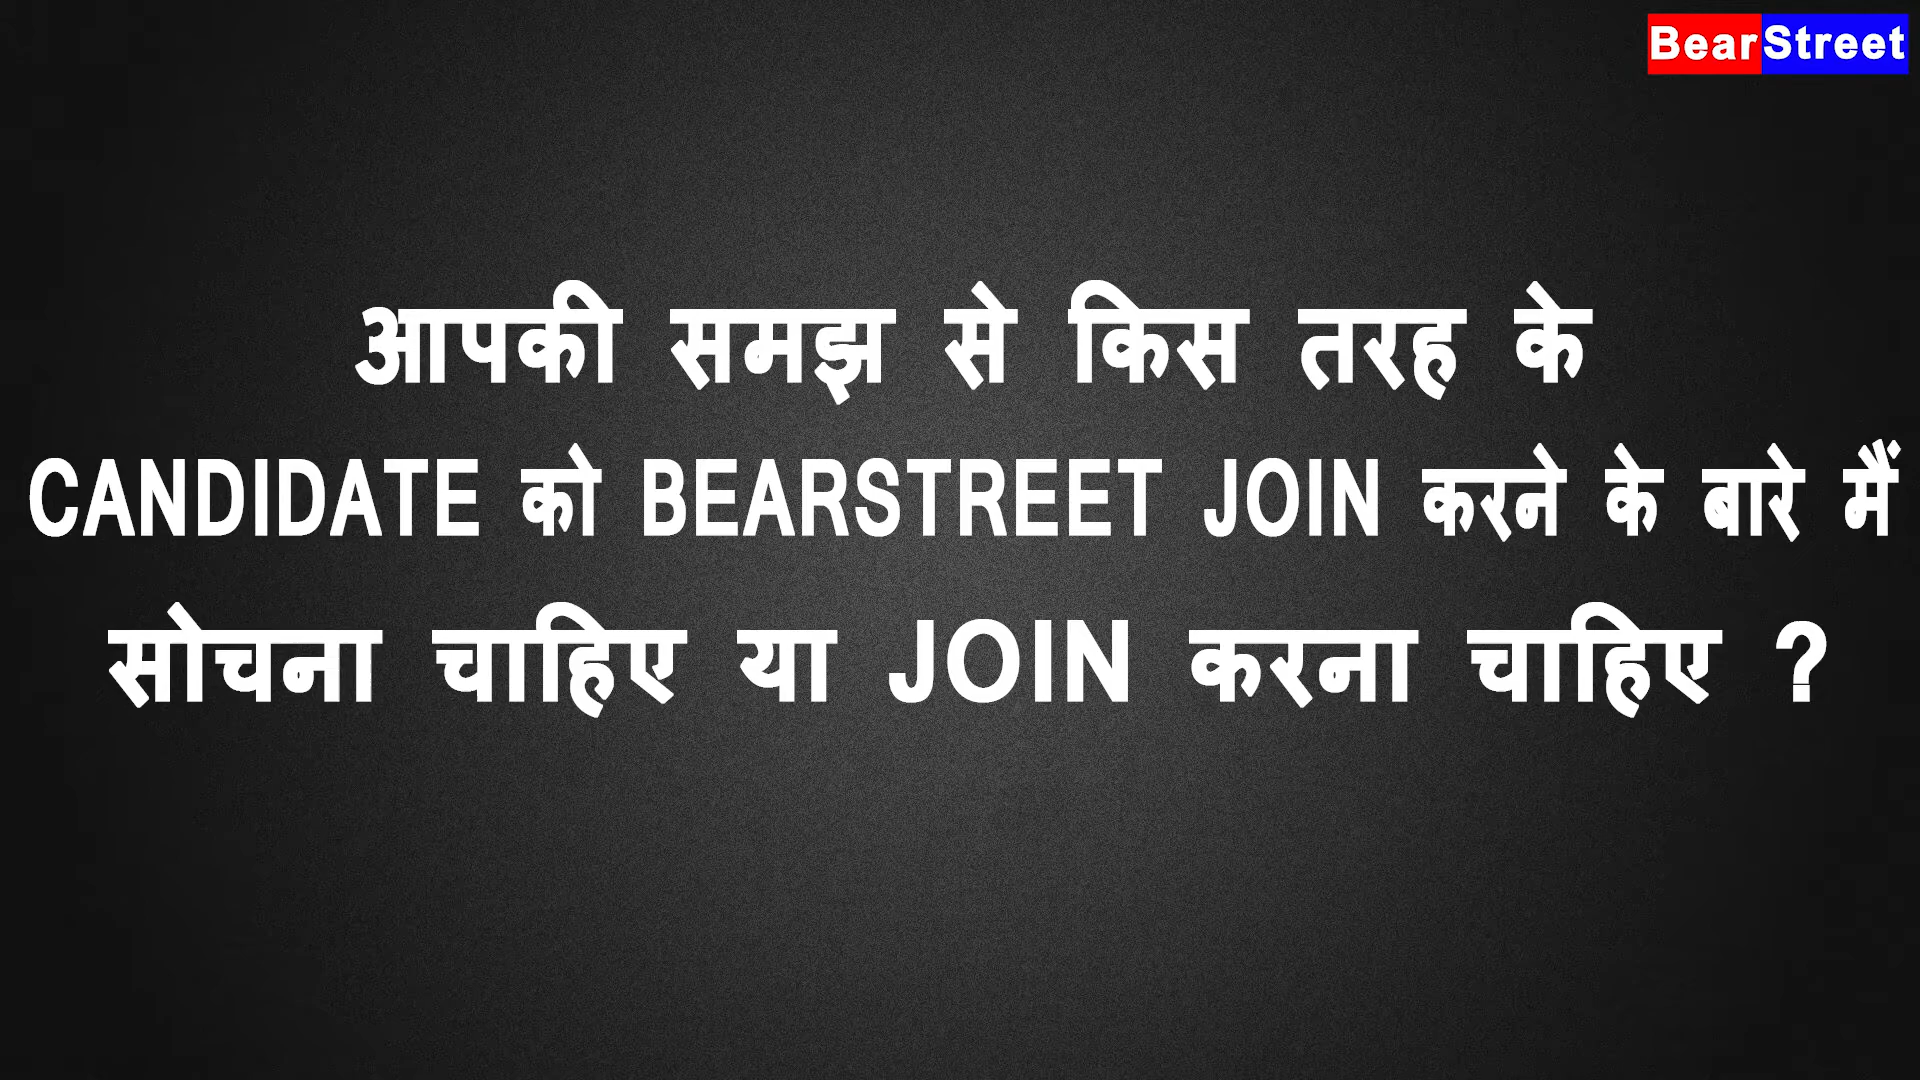 BearStreet
आपकी समझ से किस तरह के
CANDIDATE को BEARSTREET JOIN करने के बारे मैं
सोचना चाहिए या JOIN करना चाहिए ?